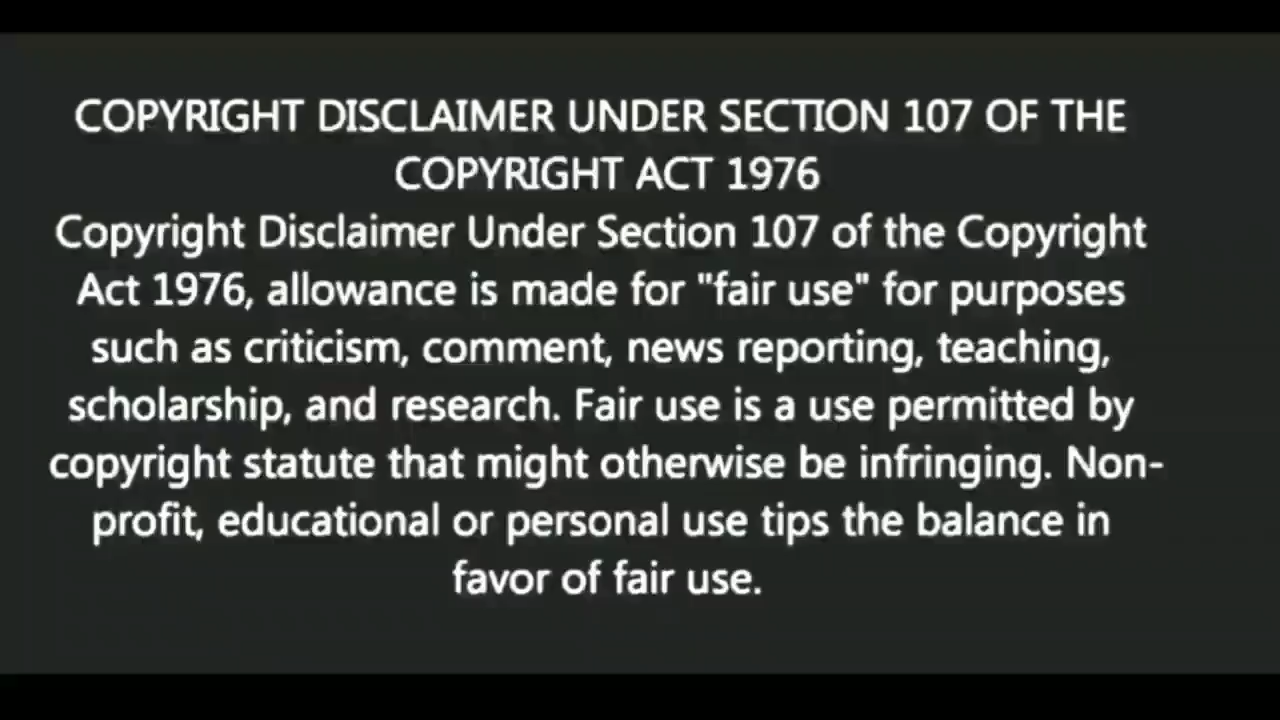 COPYRIGHT DISCLAIMER UNDER SECTION 107 OF THE
COPYRIGHT ACT 1976
Copyright Disclaimer Under Section 107 of the Copyright
Act 1976, allowance is made for "fair use" for purposes
such as criticism, comment, news reporting, teaching,
scholarship, and research. Fair use is a use permitted by
copyright statute that might otherwise be infringing. Non-
profit, educational or personal use tips the balance in
favor of fair use.